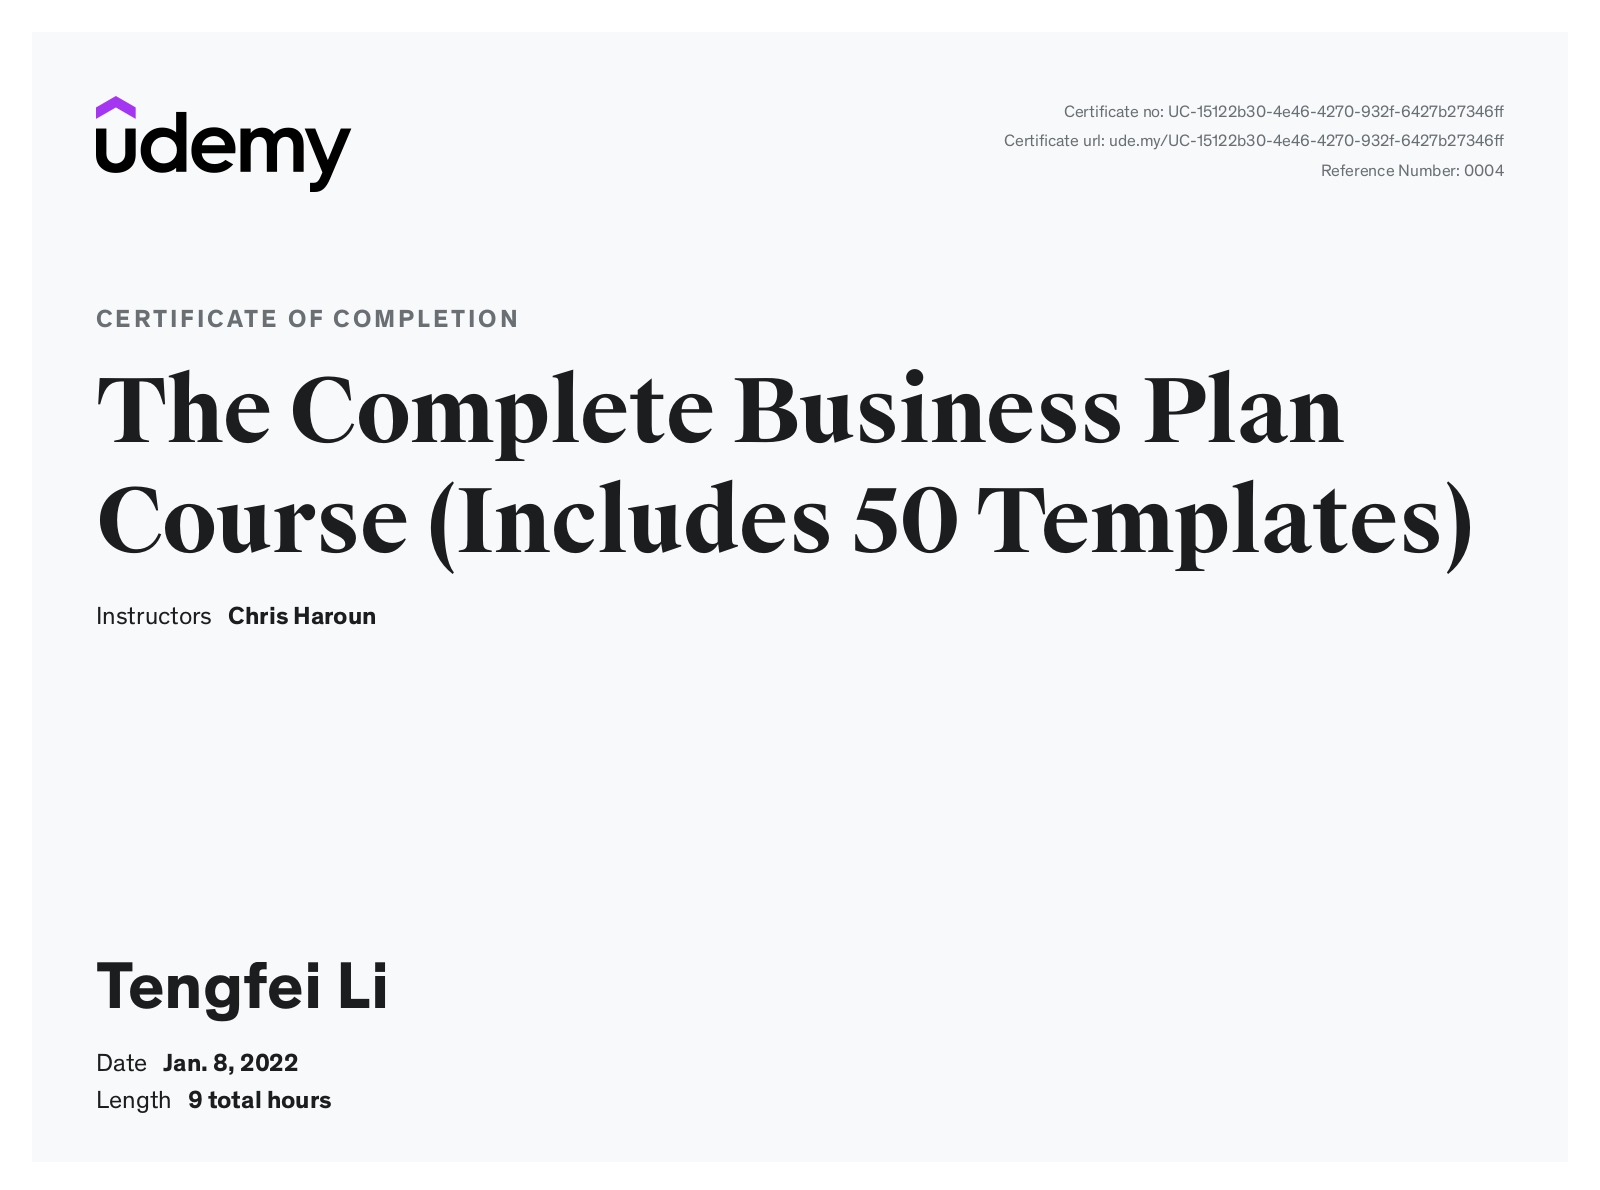 udemy
Certificate no: UC-15122b30-4e46-4270-932f-6427b27346ff
Certificate url: ude.my/UC-15122b30-4e46-4270-932f-6427b27346ff
Reference Number: 0004
CERTIFICATE OF COMPLETION
The Complete Business Plan
Course (Includes 50 Templates)
Instructors Chris Haroun
Tengfei Li
Date Jan. 8, 2022
Length 9 total hours